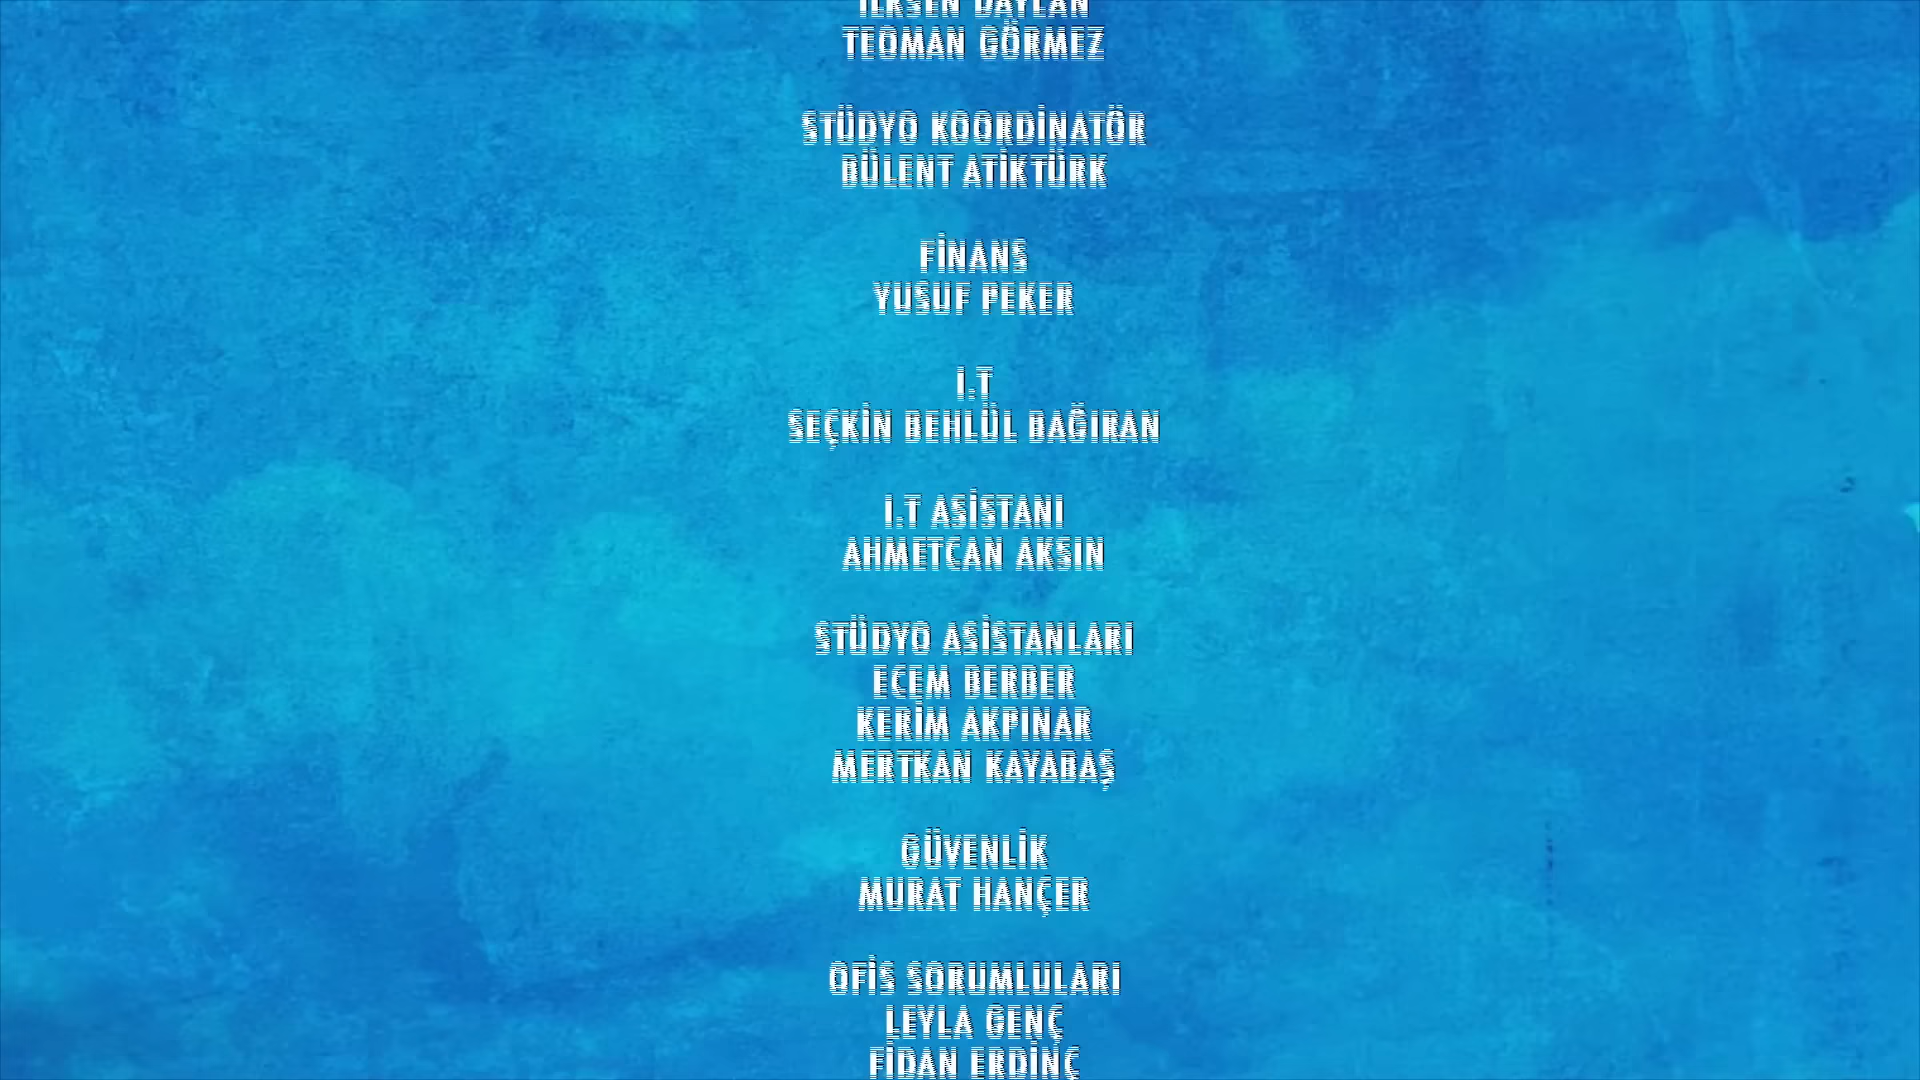 TEOMAN GÖRMEZ
STÜDYO KOORDİNATÖR
BÜLENT ATİKTÜRK
FİNANS
YUSUF PEKER
I.T
SEÇKİN BEHLÜL BAĞIRAN
I.T ASİSTANI
AHMETCAN AKSIN
STÜDYO ASİSTANLARI
ECEM BERBER
KERİM AKPINAR
MERTKAN KAYABAŞ
GÜVENLİK
MURAT HANÇER
OFİS SORUMLULARI
LEYLA GENÇ
FİDAN ERDİNÇ